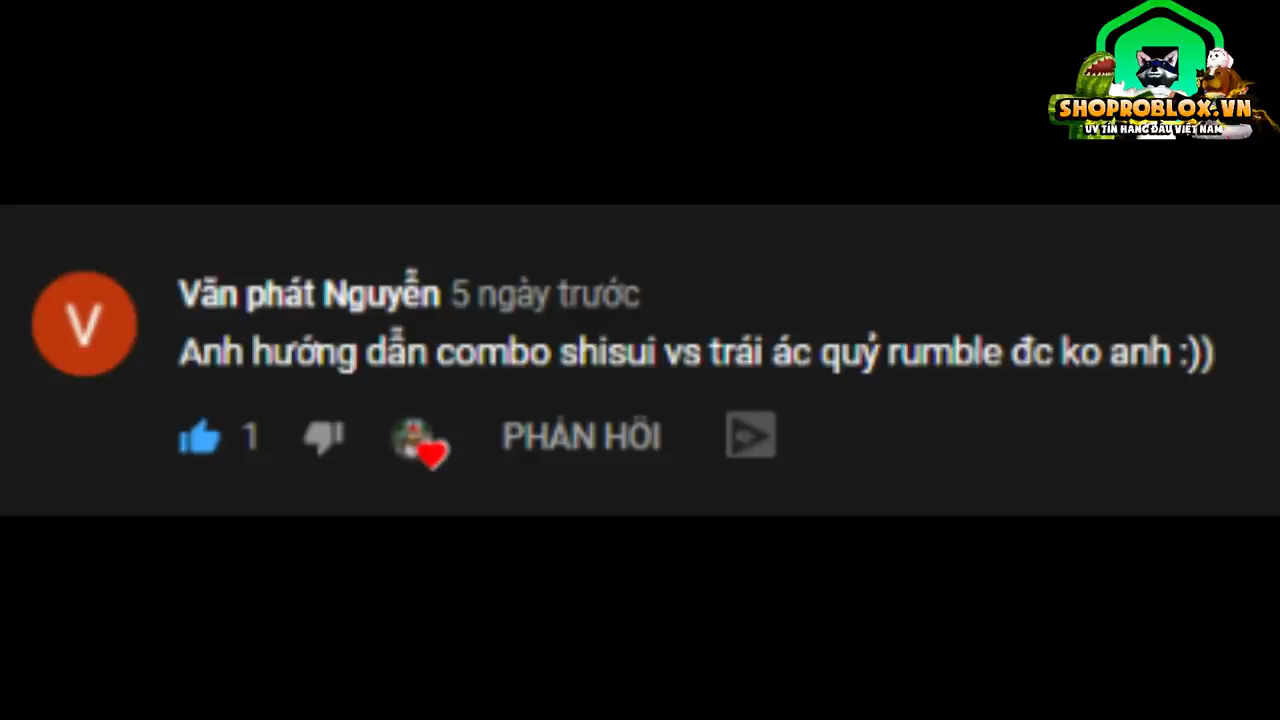 SHOPROBLOX.VN
UY TÍN HÀNG ĐẦU VIỆT NAM
V
Văn phát Nguyễn 5 ngày trước
Anh hướng dẫn combo shisui vs trái ác quỷ rumble đc ko anh :))
1
PHẢN HỒI